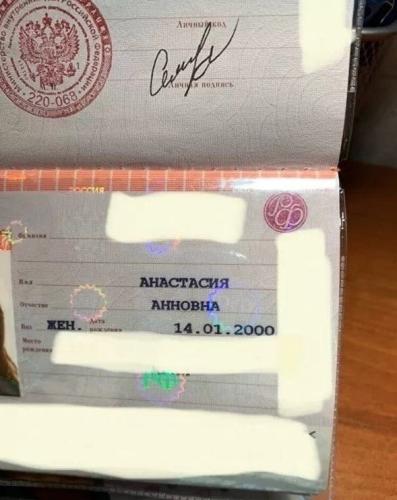 Личный код
220-068
Личная подпись
РОССИЯ
Фамилия
Имя АНАСТАСИЯ
Отчество АННОВНА
Пол ЖЕН. Дата рождения 14.01.2000
Место рождения